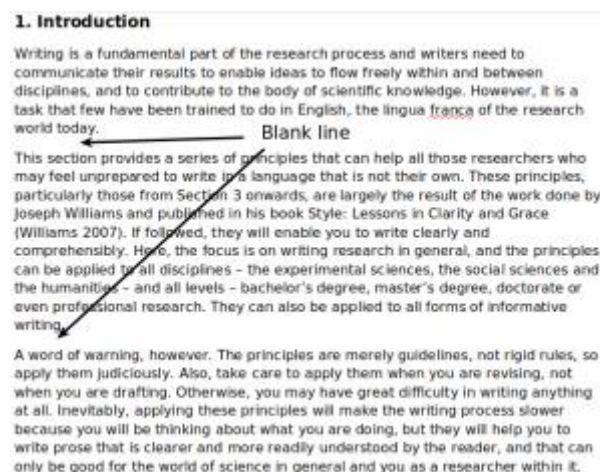 1. Introduction
Writing is a fundamental part of the research process and writers need to
communicate their results to enable ideas to flow freely within and between
disciplines, and to contribute to the body of scientific knowledge. However, it is a
task that few have been trained to do in English, the lingua franca of the research
world today.
Blank line
This section provides a series of principles that can help all those researchers who
may feel unprepared to write in a language that is not their own. These principles,
particularly those from Section 3 onwards, are largely the result of the work done by
Joseph Williams and published in his book Style: Lessons in Clarity and Grace
(Williams 2007). If followed, they will enable you to write clearly and
comprehensibly. Here, the focus is on writing research in general, and the principles
can be applied to all disciplines – the experimental sciences, the social sciences and
the humanities – and all levels – bachelor's degree, master's degree, doctorate or
even professional research. They can also be applied to all forms of informative
writing.
A word of warning, however. The principles are merely guidelines, not rigid rules, so
apply them judiciously. Also, take care to apply them when you are revising, not
when you are drafting. Otherwise, you may have great difficulty in writing anything
at all. Inevitably, applying these principles will make the writing process slower
because you will be thinking about what you are doing, but they will help you to
write prose that is clearer and more readily understood by the reader, and that can
only be good for the world of science in general and you as a researcher within it.